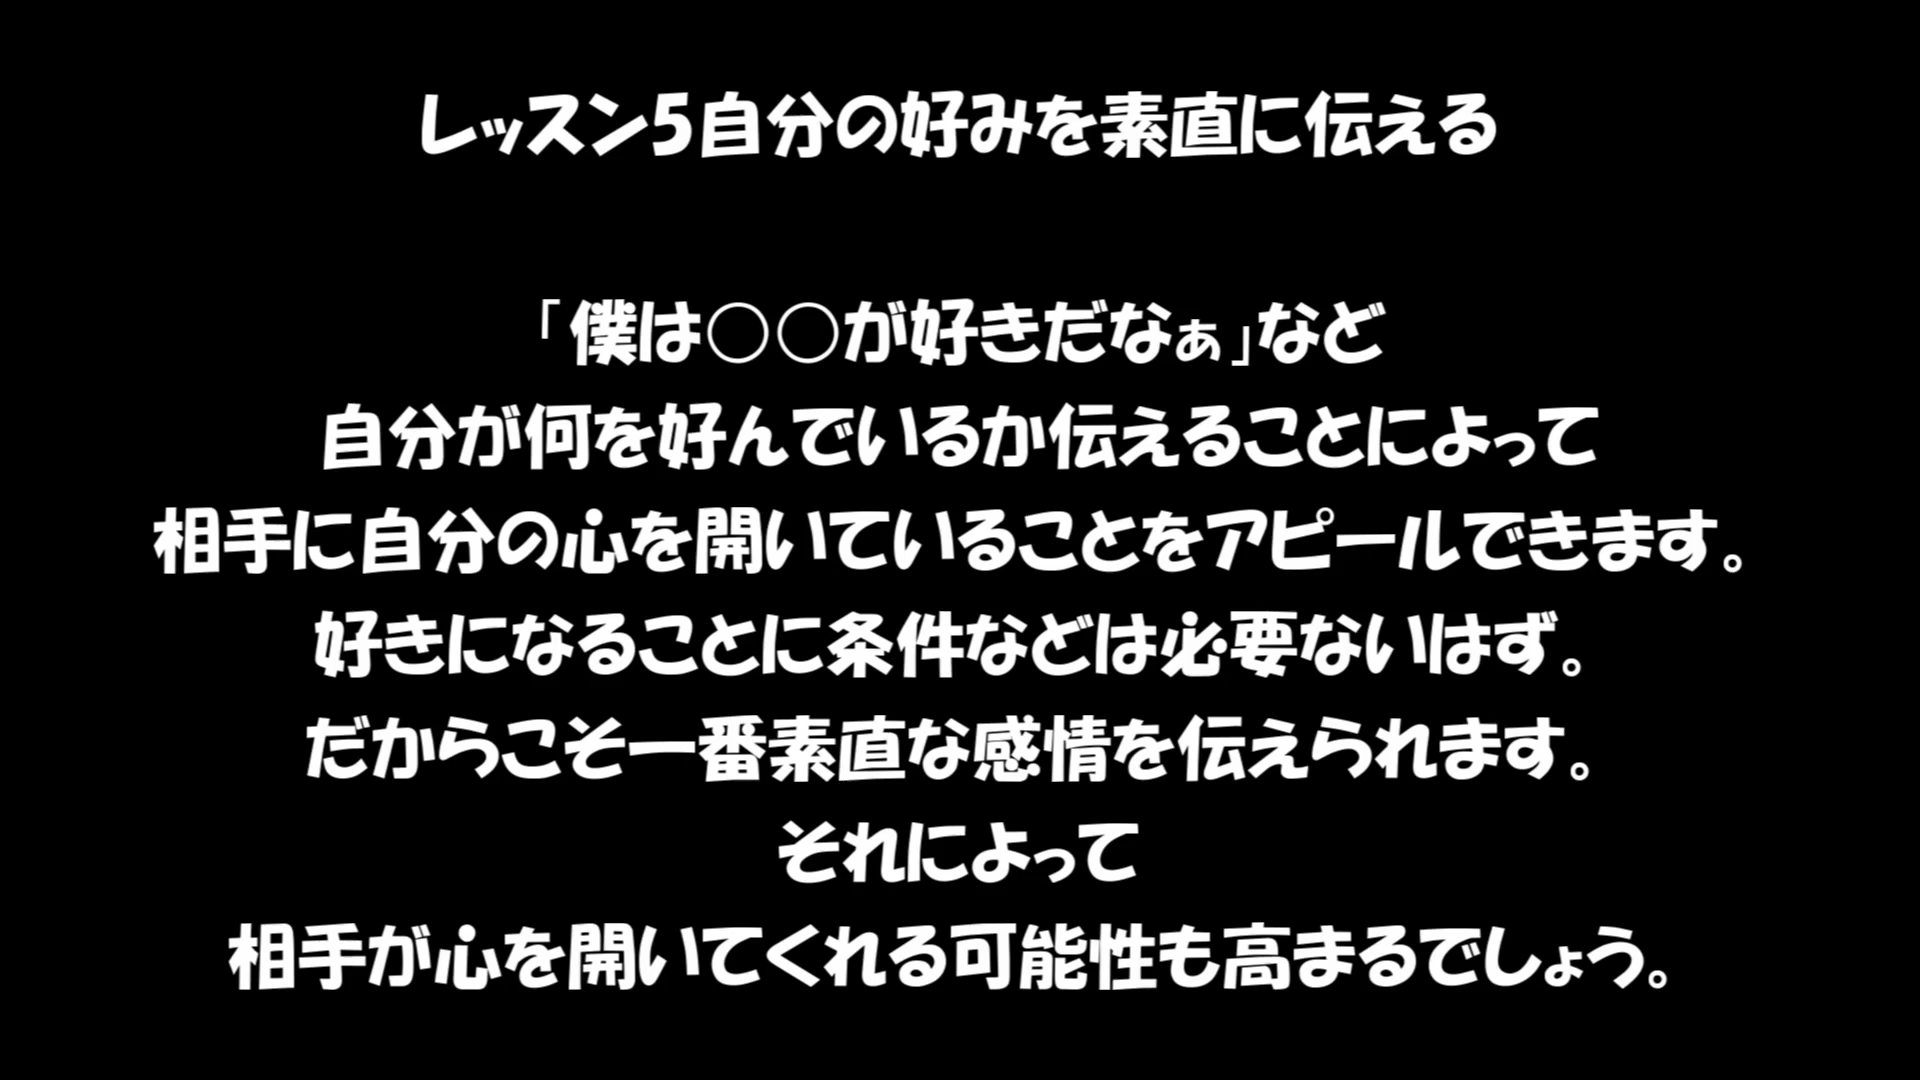 レッスン5自分の好みを素直に伝える
「僕は○○が好きだなぁ」など
自分が何を好んでいるか伝えることによって
相手に自分の心を開いていることをアピールできます。
好きになることに条件などは必要ないはず。
だからこそ一番素直な感情を伝えられます。
それによって
相手が心を開いてくれる可能性も高まるでしょう。